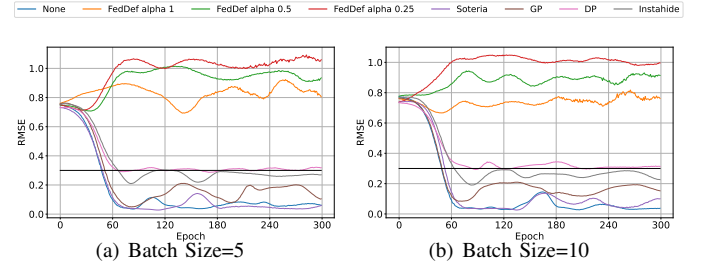 None FedDef alpha 1 FedDef alpha 0.5 FedDef alpha 0.25 Soteria GP DP Instahide
RMSE
1.0
0.8
0.6
0.4
0.2
0.0
0 60 120 180 240 300
Epoch
(a) Batch Size=5
RMSE
1.0
0.8
0.6
0.4
0.2
0.0
0 60 120 180 240 300
Epoch
(b) Batch Size=10